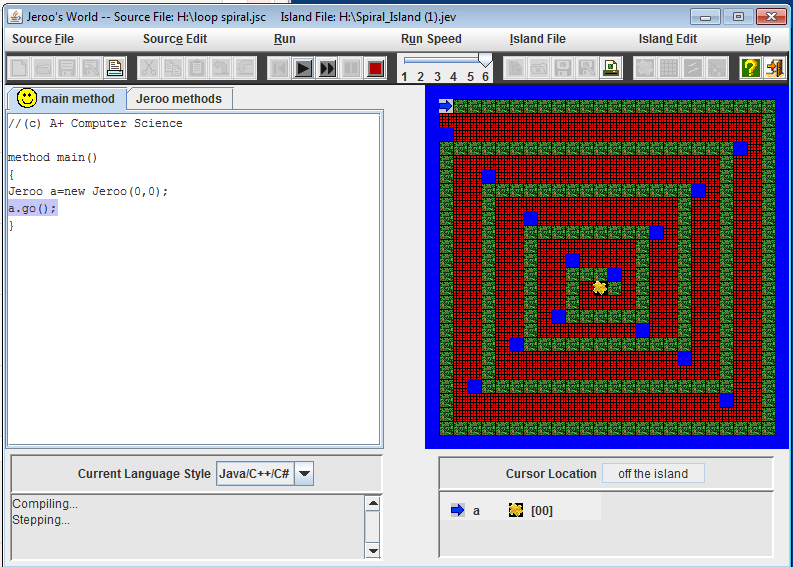 Jeroo's World -- Source File: H:\loop spiral.jsc Island File: H:\Spiral_Island (1).jev
Source File Source Edit Run Run Speed Island File Island Edit Help
1 2 3 4 5 6
main method Jeroo methods
//(c) A+ Computer Science
method main()
{
Jeroo a=new Jeroo(0,0);
a.go();
}
Current Language Style Java/C++/C#
Cursor Location off the island
Compiling...
Stepping...
a [00]